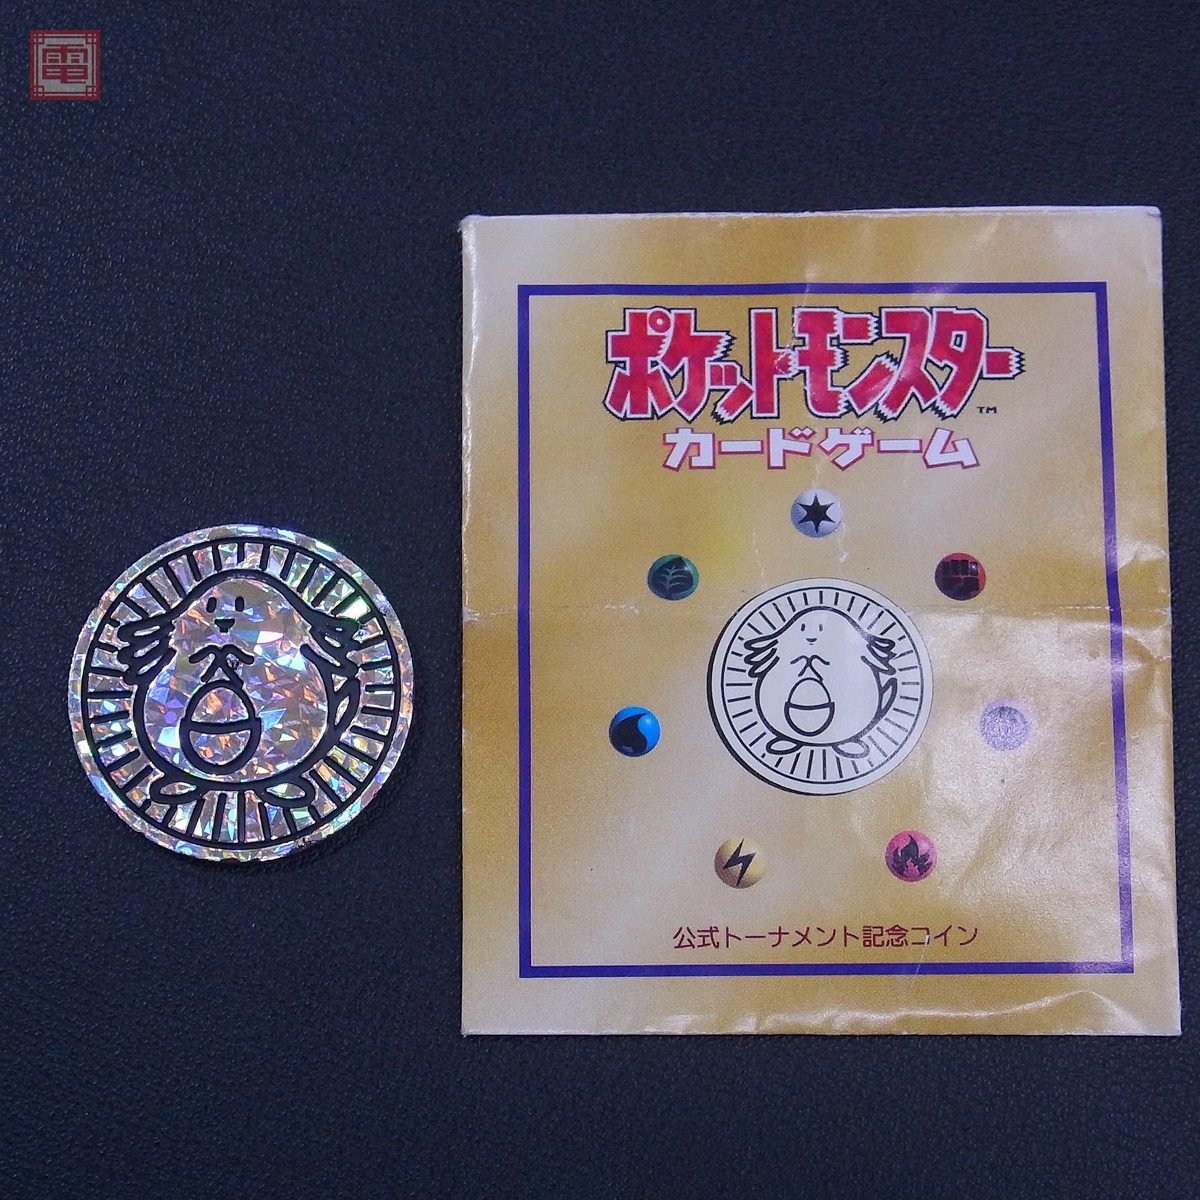 電
ポケットモンスター
TM
カードゲーム
公式トーナメント記念コイン